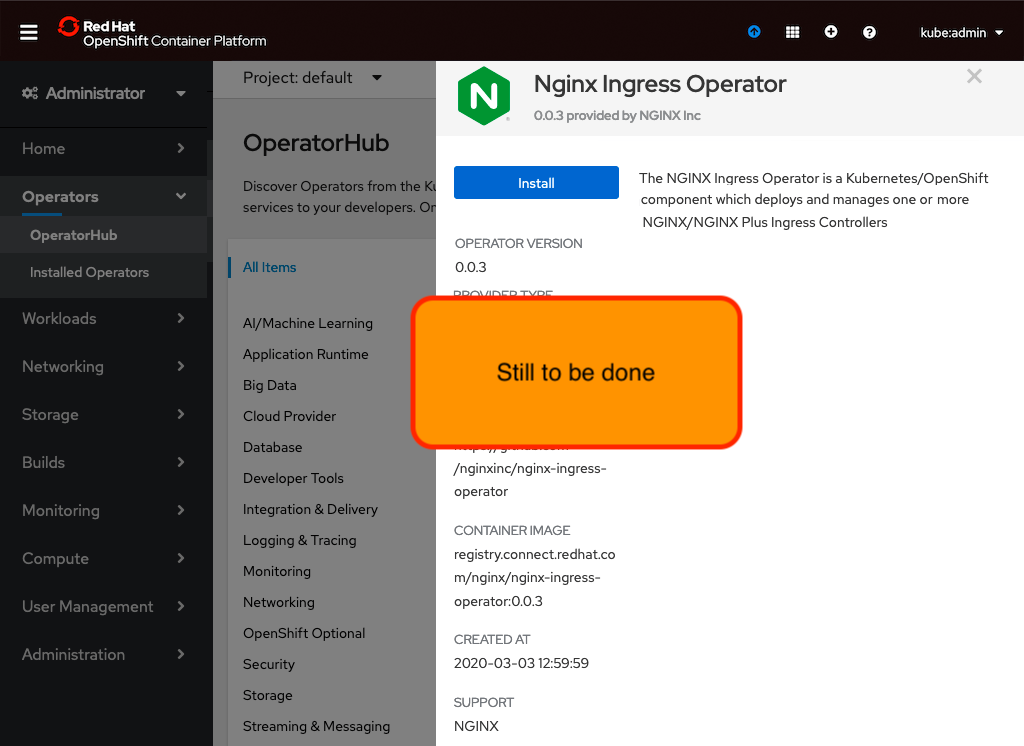 Red Hat
OpenShift Container Platform
kube:admin
Administrator
Home
Operators
OperatorHub
Installed Operators
Workloads
Networking
Storage
Builds
Monitoring
Compute
User Management
Administration
Project: default
OperatorHub
Discover Operators from the Ku
services to your developers. On
All Items
AI/Machine Learning
Application Runtime
Big Data
Cloud Provider
Database
Developer Tools
Integration & Delivery
Logging & Tracing
Monitoring
Networking
OpenShift Optional
Security
Storage
Streaming & Messaging
N
Nginx Ingress Operator
0.0.3 provided by NGINX Inc
Install
The NGINX Ingress Operator is a Kubernetes/OpenShift
component which deploys and manages one or more
NGINX/NGINX Plus Ingress Controllers
OPERATOR VERSION
0.0.3
PROVIDER TYPE
Still to be done
https://github.com
/nginxinc/nginx-ingress-
operator
CONTAINER IMAGE
registry.connect.redhat.co
m/nginx/nginx-ingress-
operator:0.0.3
CREATED AT
2020-03-03 12:59:59
SUPPORT
NGINX